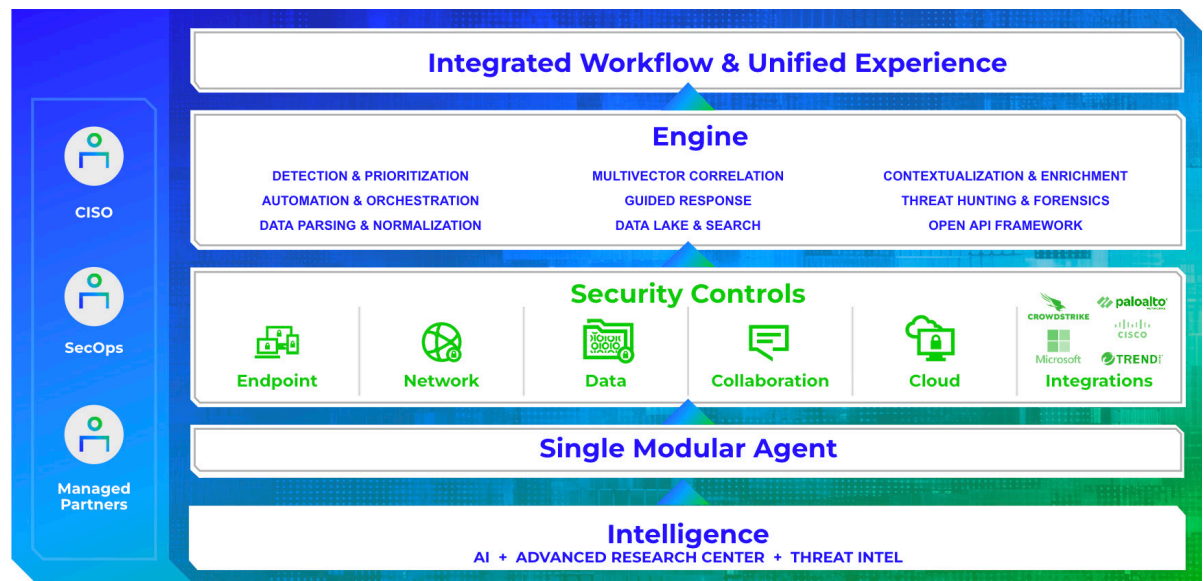 Integrated Workflow & Unified Experience
CISO
SecOps
Managed
Partners
Engine
DETECTION & PRIORITIZATION
MULTIVECTOR CORRELATION
CONTEXTUALIZATION & ENRICHMENT
AUTOMATION & ORCHESTRATION
GUIDED RESPONSE
THREAT HUNTING & FORENSICS
DATA PARSING & NORMALIZATION
DATA LAKE & SEARCH
OPEN API FRAMEWORK
Security Controls
Endpoint
Network
Data
Collaboration
Cloud
CROWDSTRIKE
paloalto
NETWORKS
CISCO
Microsoft
TREND
Integrations
Single Modular Agent
Intelligence
AI + ADVANCED RESEARCH CENTER + THREAT INTEL